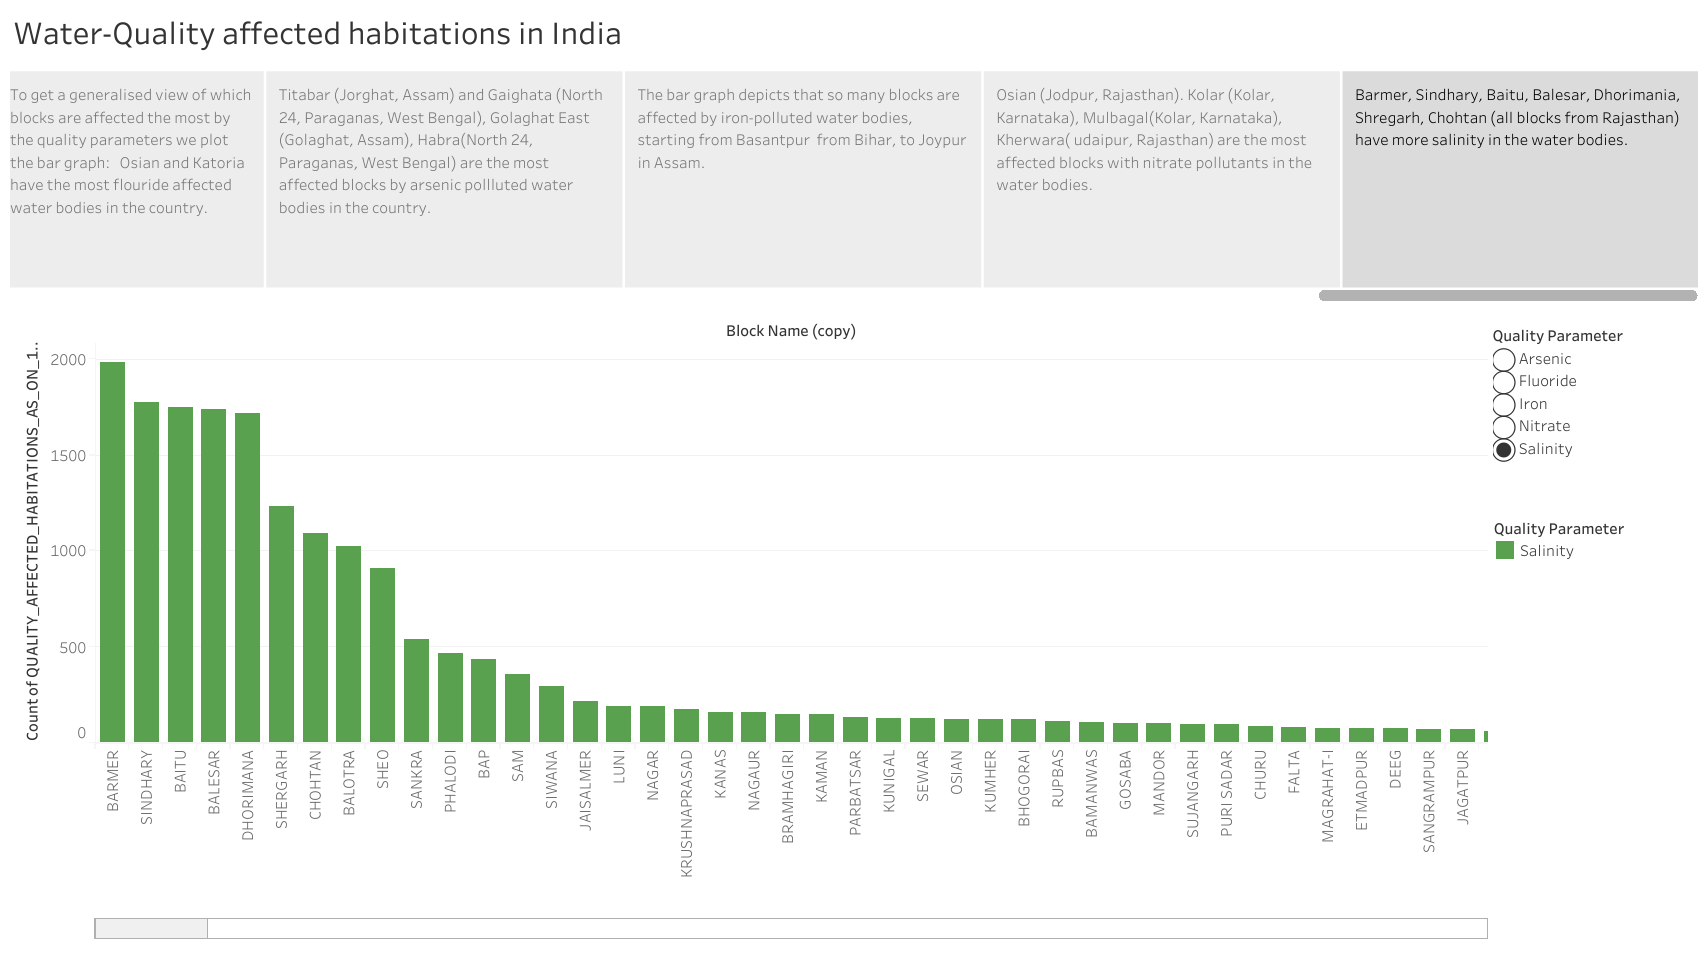 Water-Quality affected habitations in India
To get a generalised view of which
blocks are affected the most by
the quality parameters we plot
the bar graph:   Osian and Katoria
have the most flouride affected
water bodies in the country.
Titabar (Jorghat, Assam) and Gaighata (North
24, Paraganas, West Bengal), Golaghat East
(Golaghat, Assam), Habra(North 24,
Paraganas, West Bengal) are the most
affected blocks by arsenic pollluted water
bodies in the country.
The bar graph depicts that so many blocks are
affected by iron-polluted water bodies,
starting from Basantpur  from Bihar, to Joypur
in Assam.
Osian (Jodpur, Rajasthan). Kolar (Kolar,
Karnataka), Mulbagal(Kolar, Karnataka),
Kherwara( udaipur, Rajasthan) are the most
affected blocks with nitrate pollutants in the
water bodies.
Barmer, Sindhary, Baitu, Balesar, Dhorimania,
Shregarh, Chohtan (all blocks from Rajasthan)
have more salinity in the water bodies.
Block Name (copy)
Count of QUALITY_AFFECTED_HABITATIONS_AS_ON_1..
2000
1500
1000
500
0
BARMER
SINDHARY
BAITU
BALESAR
DHORIMANA
SHERGARH
CHOHTAN
BALOTRA
SHEO
SANKRA
PHALODI
BAP
SAM
SIWANA
JAISALMER
LUNI
NAGAR
KRUSHNAPRASAD
KANAS
NAGAUR
BRAMHAGIRI
KAMAN
PARBATSAR
KUNIGAL
SEWAR
OSIAN
KUMHER
BHOGORAI
RUPBAS
BAMANWAS
GOSABA
MANDOR
SUJANGARH
PURI SADAR
CHURU
FALTA
MAGRAHAT-I
ETMADPUR
DEEG
SANGRAMPUR
JAGATPUR
Quality Parameter
Arsenic
Fluoride
Iron
Nitrate
Salinity
Quality Parameter
Salinity